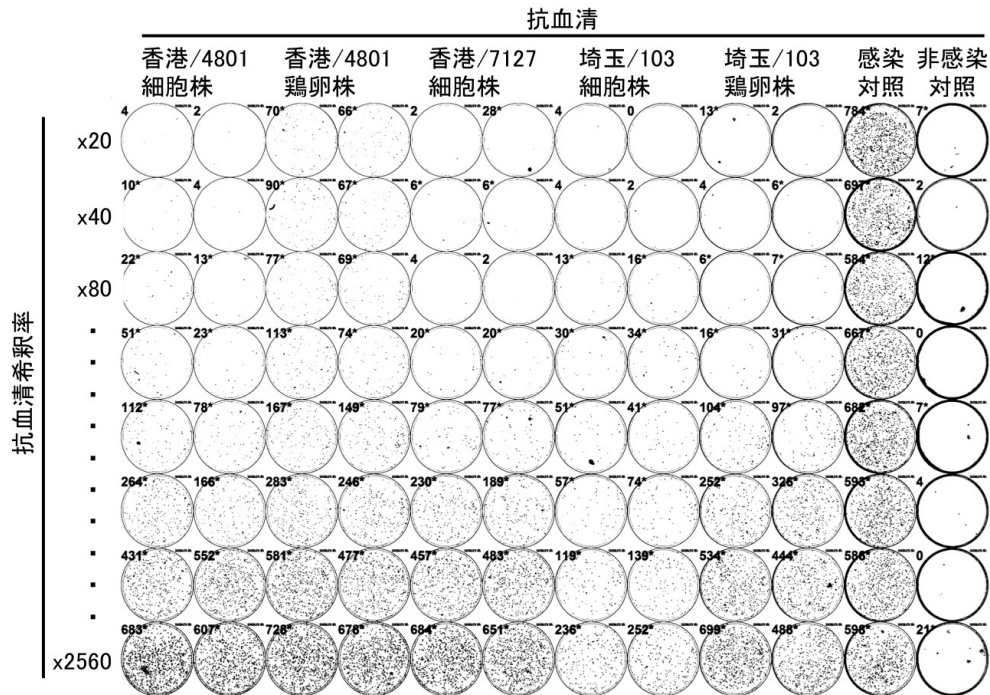 抗血清
香港/4801 香港/4801 香港/7127 埼玉/103 埼玉/103 感染 非感染
細胞株 鶏卵株 細胞株 細胞株 鶏卵株 対照 対照
抗血清希釈率
x20 4 2 70* 66* 2 28* 4 0 13* 2 784* 7*
x40 10* 4 90* 67* 6* 6* 4 2 4 6* 697* 2
x80 22* 13* 77* 69* 4 2 13* 16* 6* 7* 584* 12*
51* 23* 113* 74* 20* 20* 30* 34* 16* 31* 667* 0
112* 78* 167* 149* 79* 77* 51* 41* 104* 97* 682* 7*
264* 166* 283* 246* 230* 189* 57* 74* 252* 326* 593* 4
431* 552* 581* 477* 457* 483* 119* 139* 534* 444* 586* 0
x2560 683* 607* 728* 678* 684* 651* 236* 252* 699* 488* 598* 21*